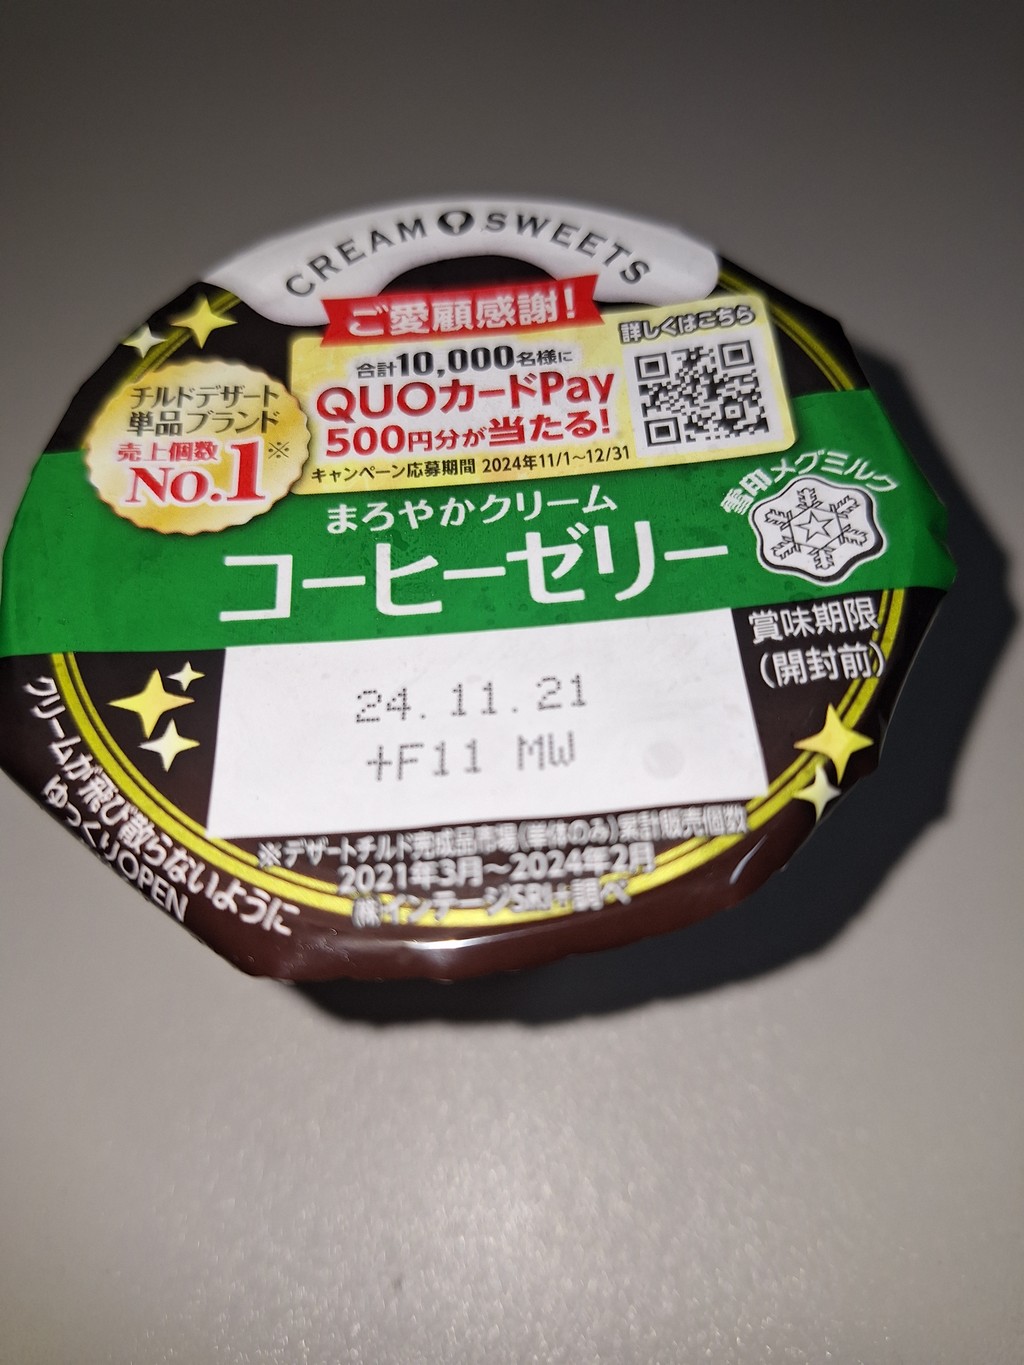 CREAM SWEETS
ご愛顧感謝!
詳しくはこちら
合計10,000名様に
QUOカードPay
500円分が当たる!
キャンペーン応募期間 2024年11/1～12/31
チルドデザート
単品ブランド
売上個数
No.1※
雪印メグミルク
まろやかクリーム
コーヒーゼリー
賞味期限
(開封前)
24.11.21
+F11 MW
クリームが飛び散らないように
ゆっくりOPEN
※デザートチルド完成品市場(単体のみ)累計販売個数
2021年3月～2024年2月
㈱インテージSRI+調べ